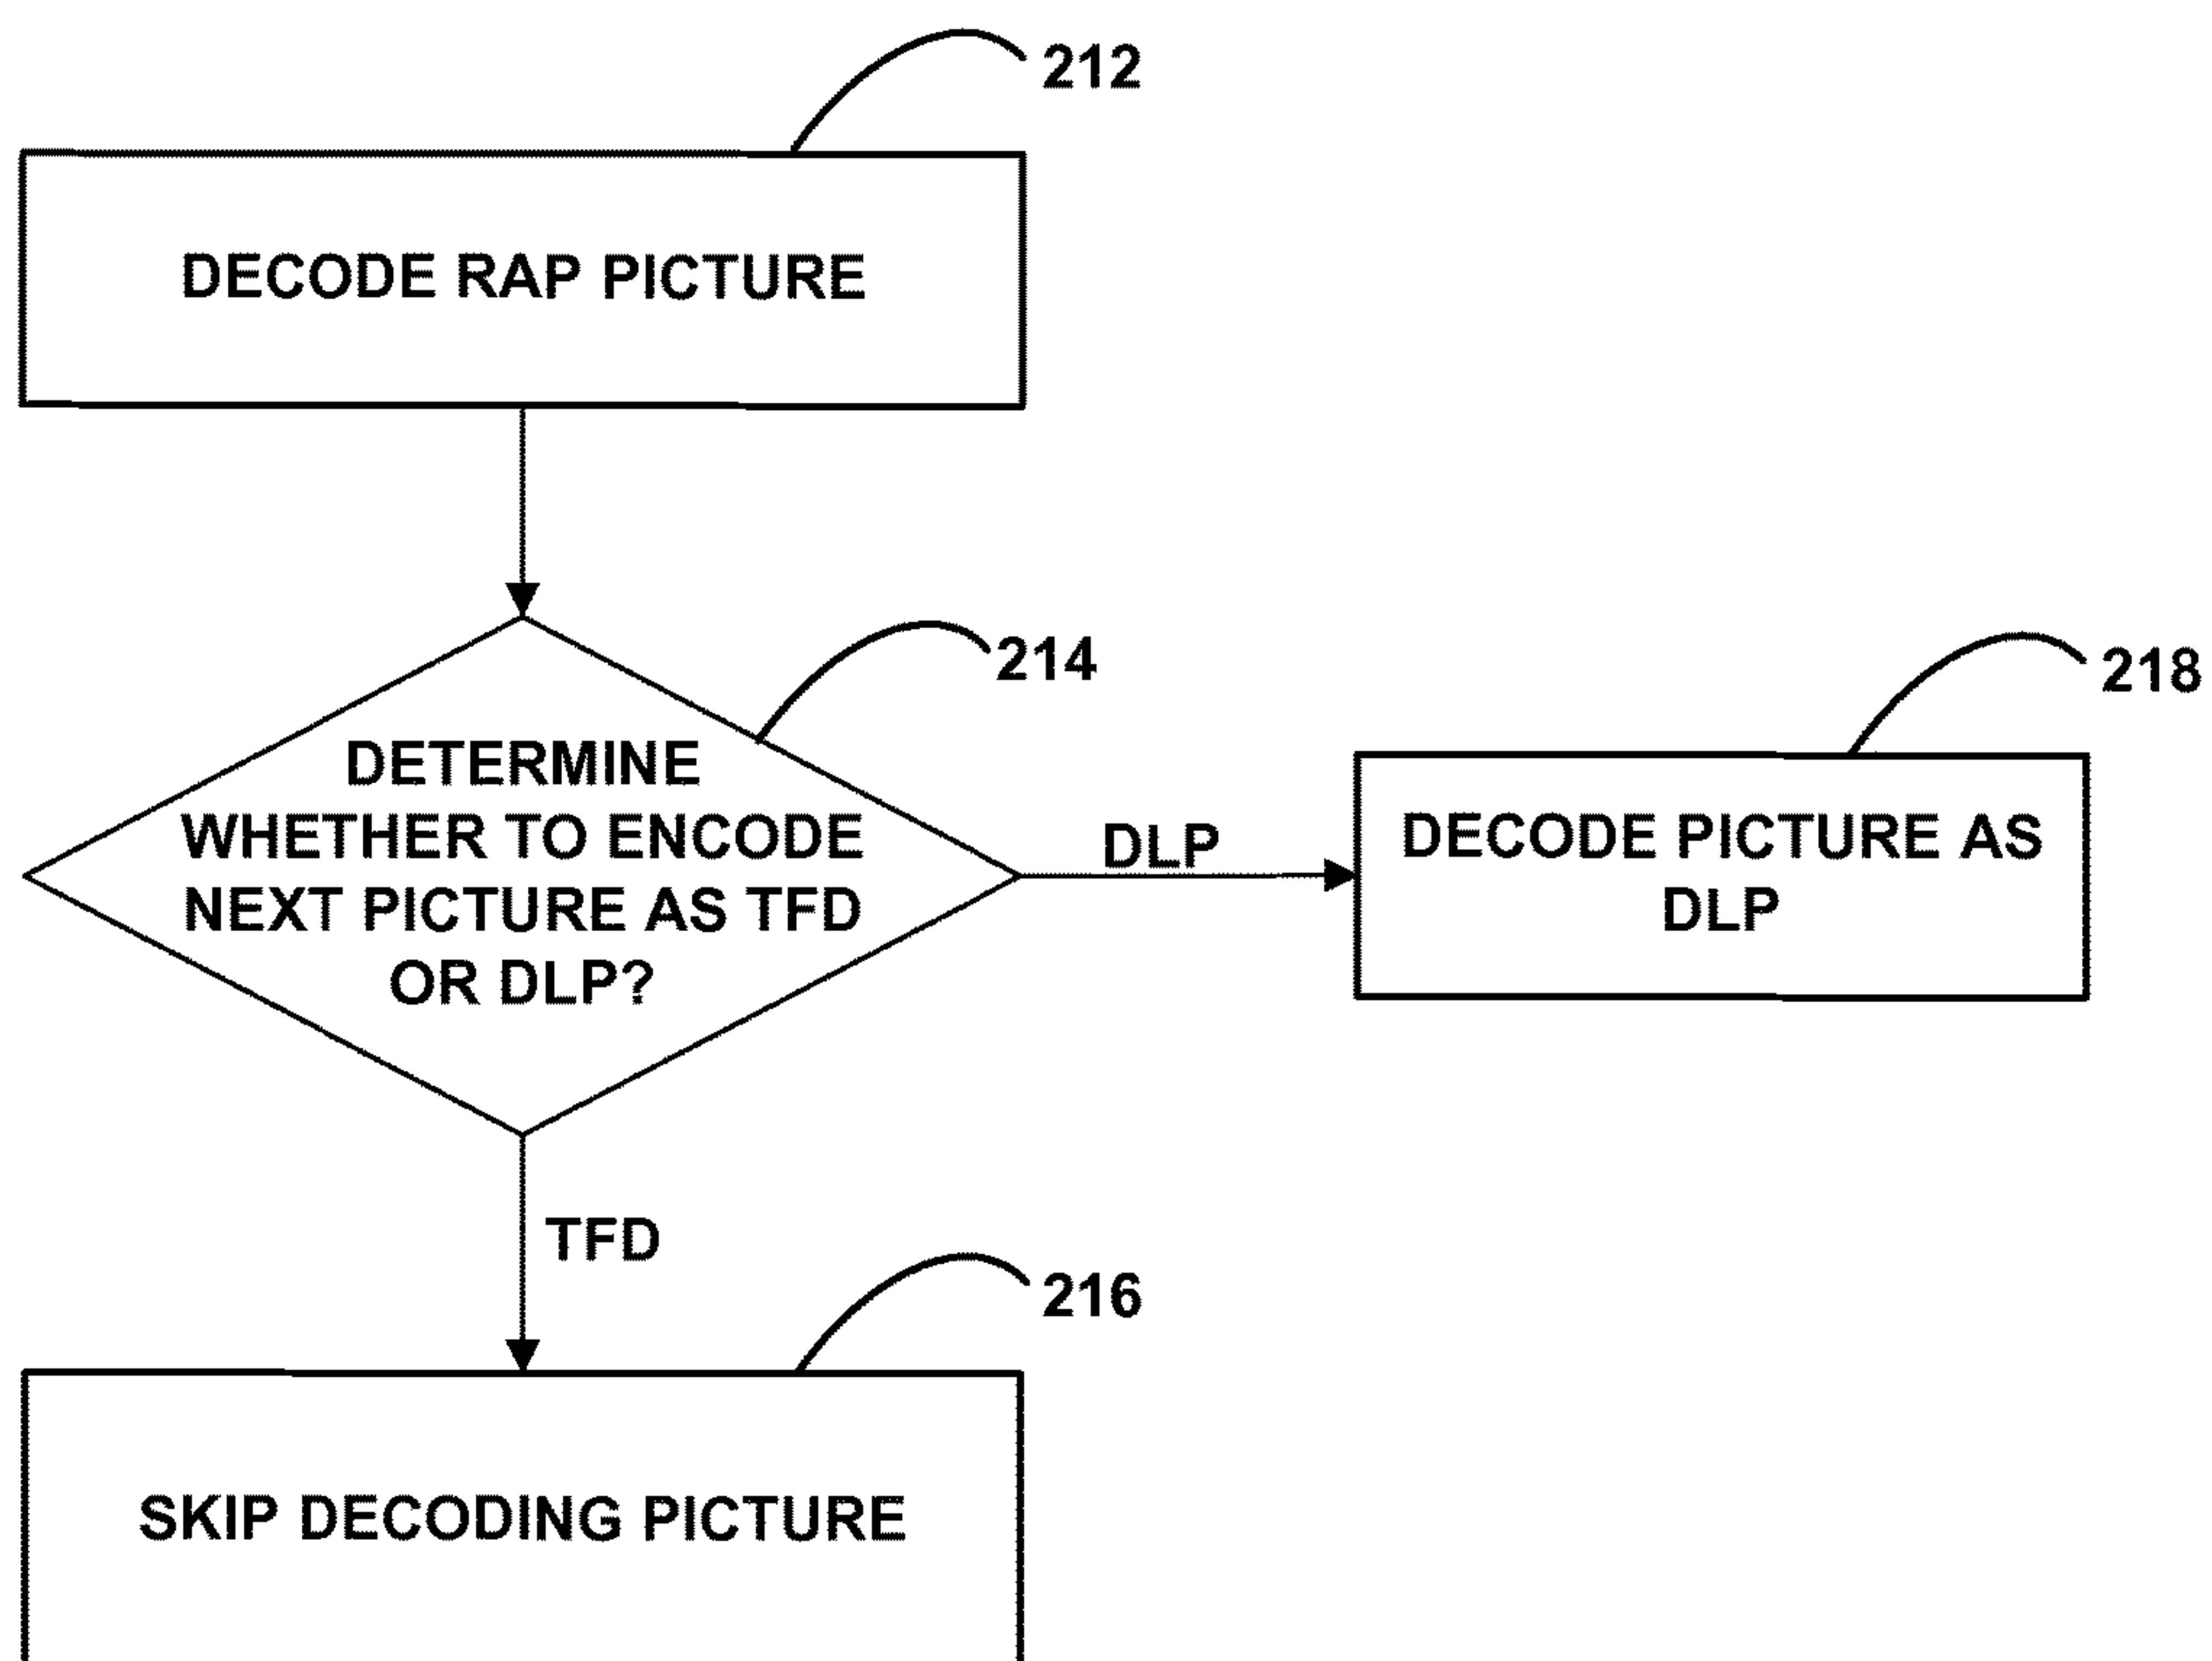 212
DECODE RAP PICTURE
214
DETERMINE
WHETHER TO ENCODE
NEXT PICTURE AS TFD
OR DLP?
DLP
218
DECODE PICTURE AS
DLP
TFD
216
SKIP DECODING PICTURE